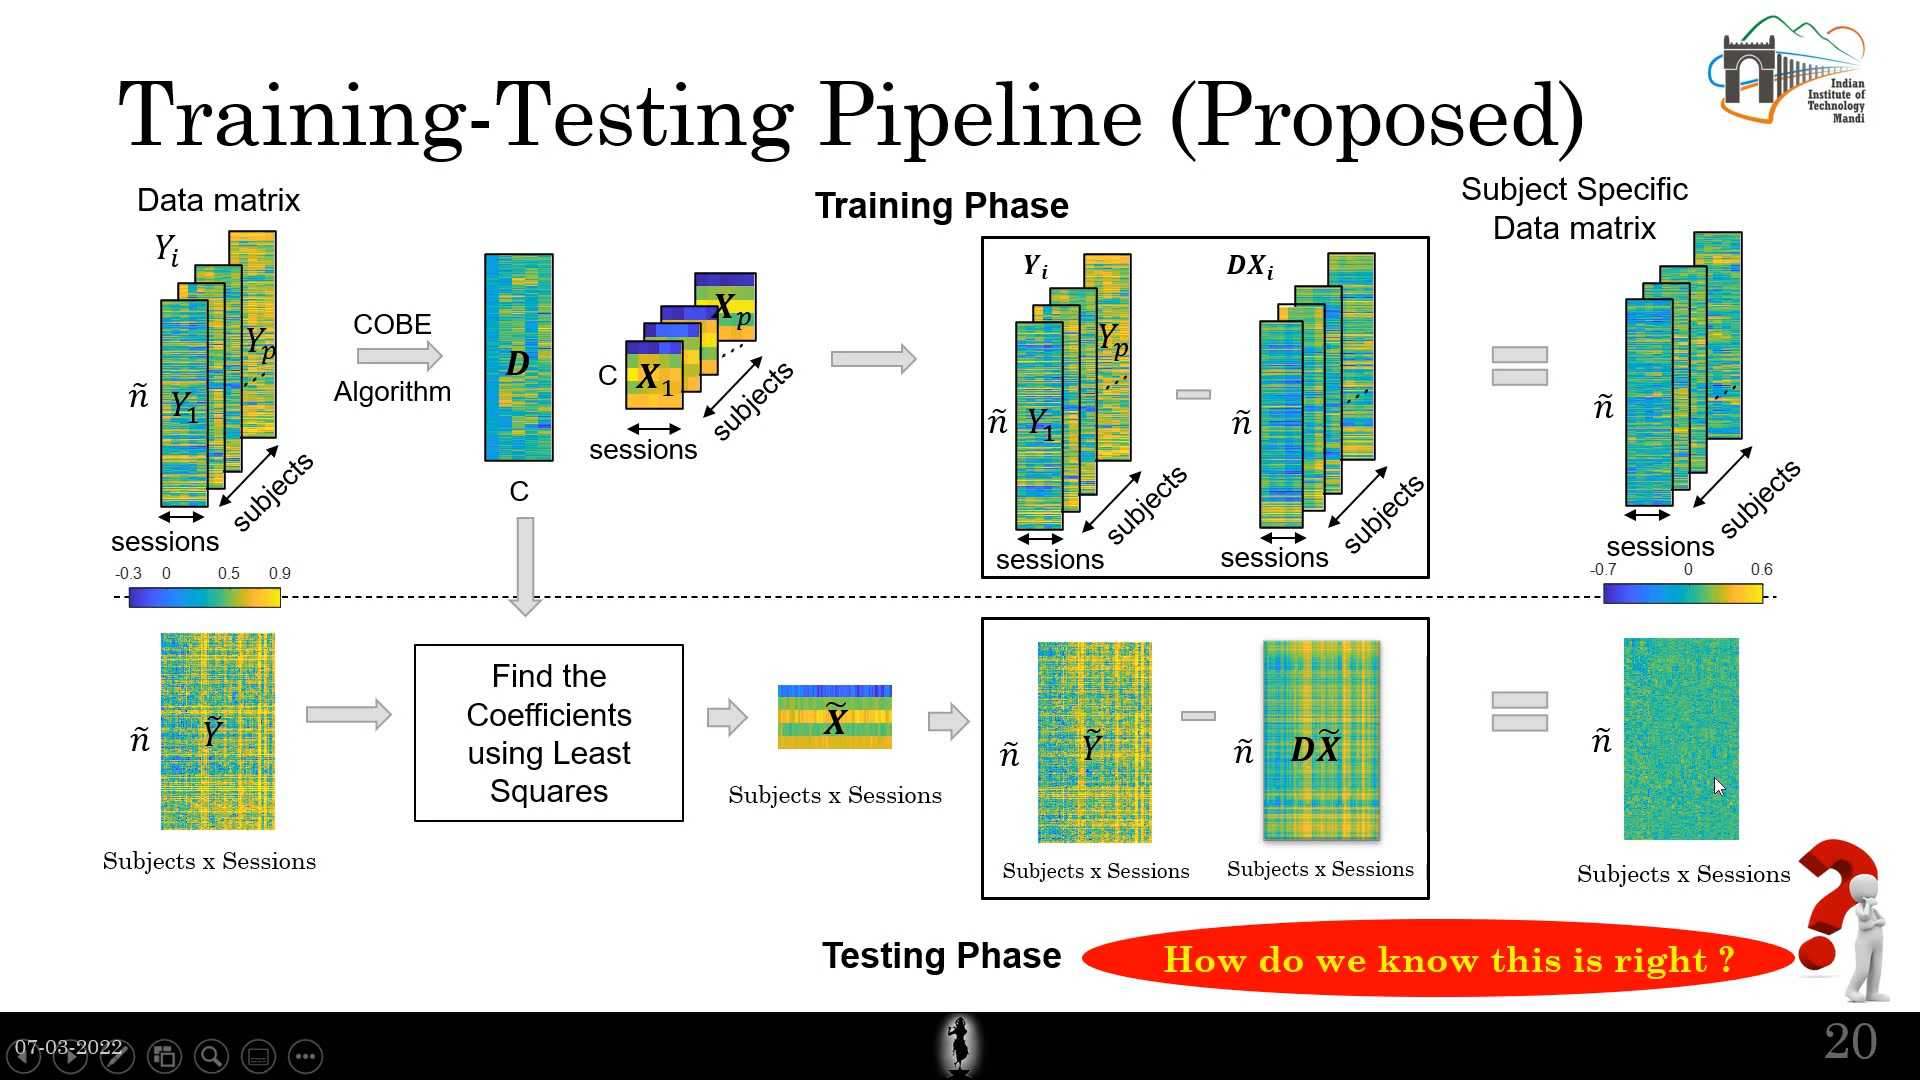 Training-Testing Pipeline (Proposed)
Indian
Institute of
Technology
Mandi
Data matrix
Training Phase
Subject Specific
Data matrix
Yᵢ
Yₚ
Y₁
ñ
sessions
subjects
-0.3 0 0.5 0.9
COBE
Algorithm
D
C
Xₚ
X₁
C
sessions
subjects
Yᵢ
Yₚ
Y₁
ñ
sessions
subjects
DXᵢ
ñ
sessions
subjects
ñ
sessions
subjects
-0.7 0 0.6
ñ
Ỹ
Subjects x Sessions
Find the
Coefficients
using Least
Squares
X̃
Subjects x Sessions
ñ
Ỹ
Subjects x Sessions
ñ
DX̃
Subjects x Sessions
ñ
Subjects x Sessions
Testing Phase
How do we know this is right ?
07-03-2022
20